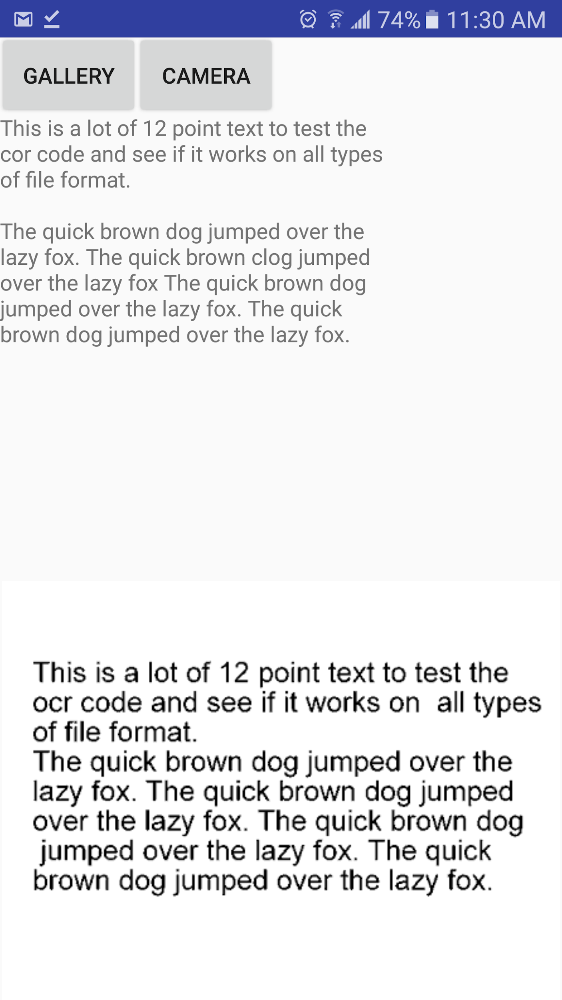 74% 11:30 AM
GALLERY CAMERA
This is a lot of 12 point text to test the
cor code and see if it works on all types
of file format.
The quick brown dog jumped over the
lazy fox. The quick brown clog jumped
over the lazy fox The quick brown dog
jumped over the lazy fox. The quick
brown dog jumped over the lazy fox.
This is a lot of 12 point text to test the
ocr code and see if it works on  all types
of file format.
The quick brown dog jumped over the
lazy fox. The quick brown dog jumped
over the lazy fox. The quick brown dog
jumped over the lazy fox. The quick
brown dog jumped over the lazy fox.